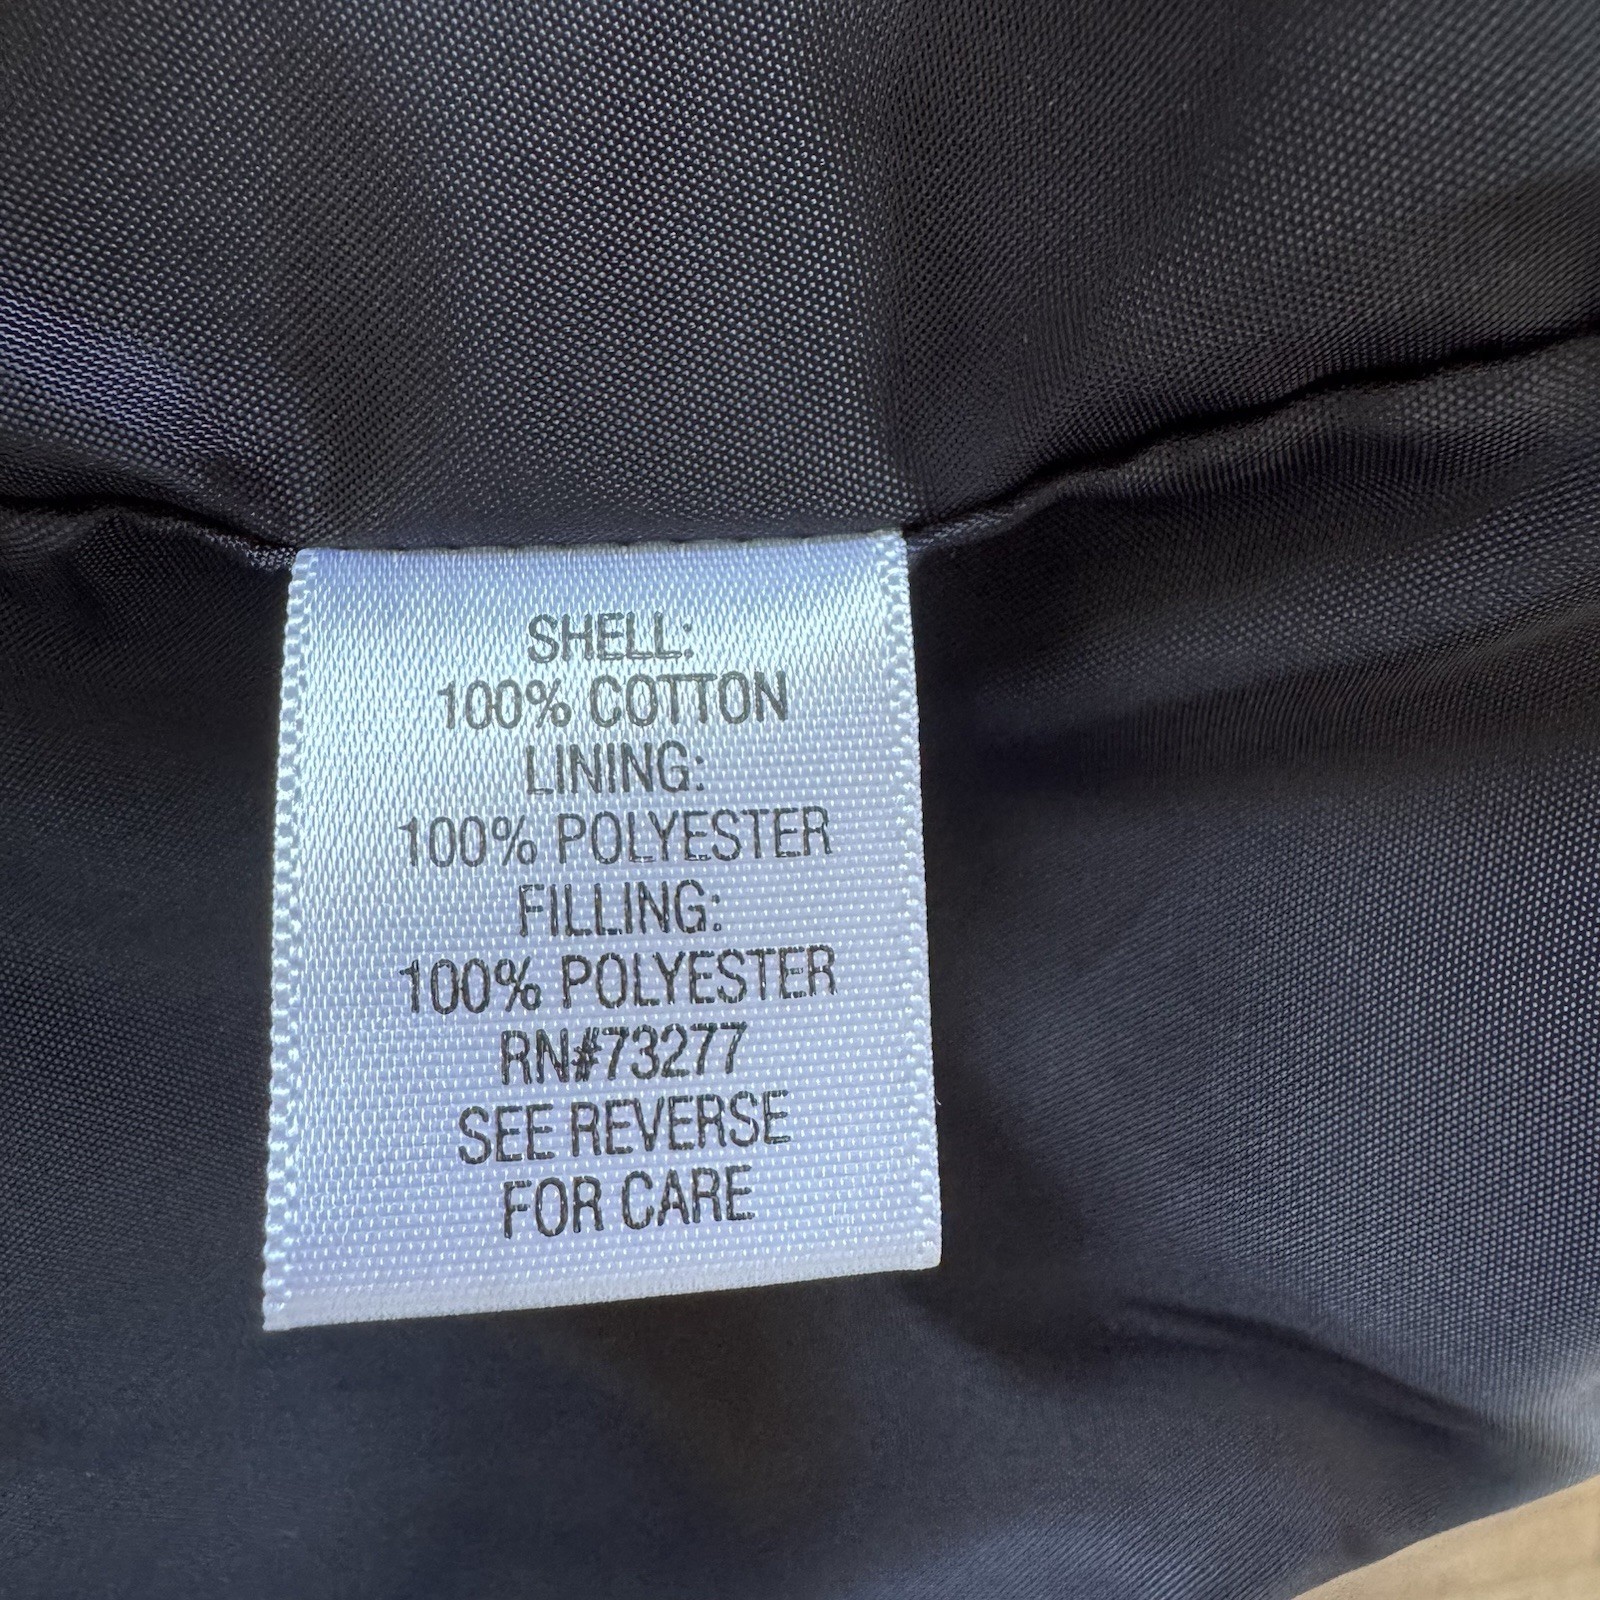 SHELL:
100% COTTON
LINING:
100% POLYESTER
FILLING:
100% POLYESTER
RN#73277
SEE REVERSE
FOR CARE